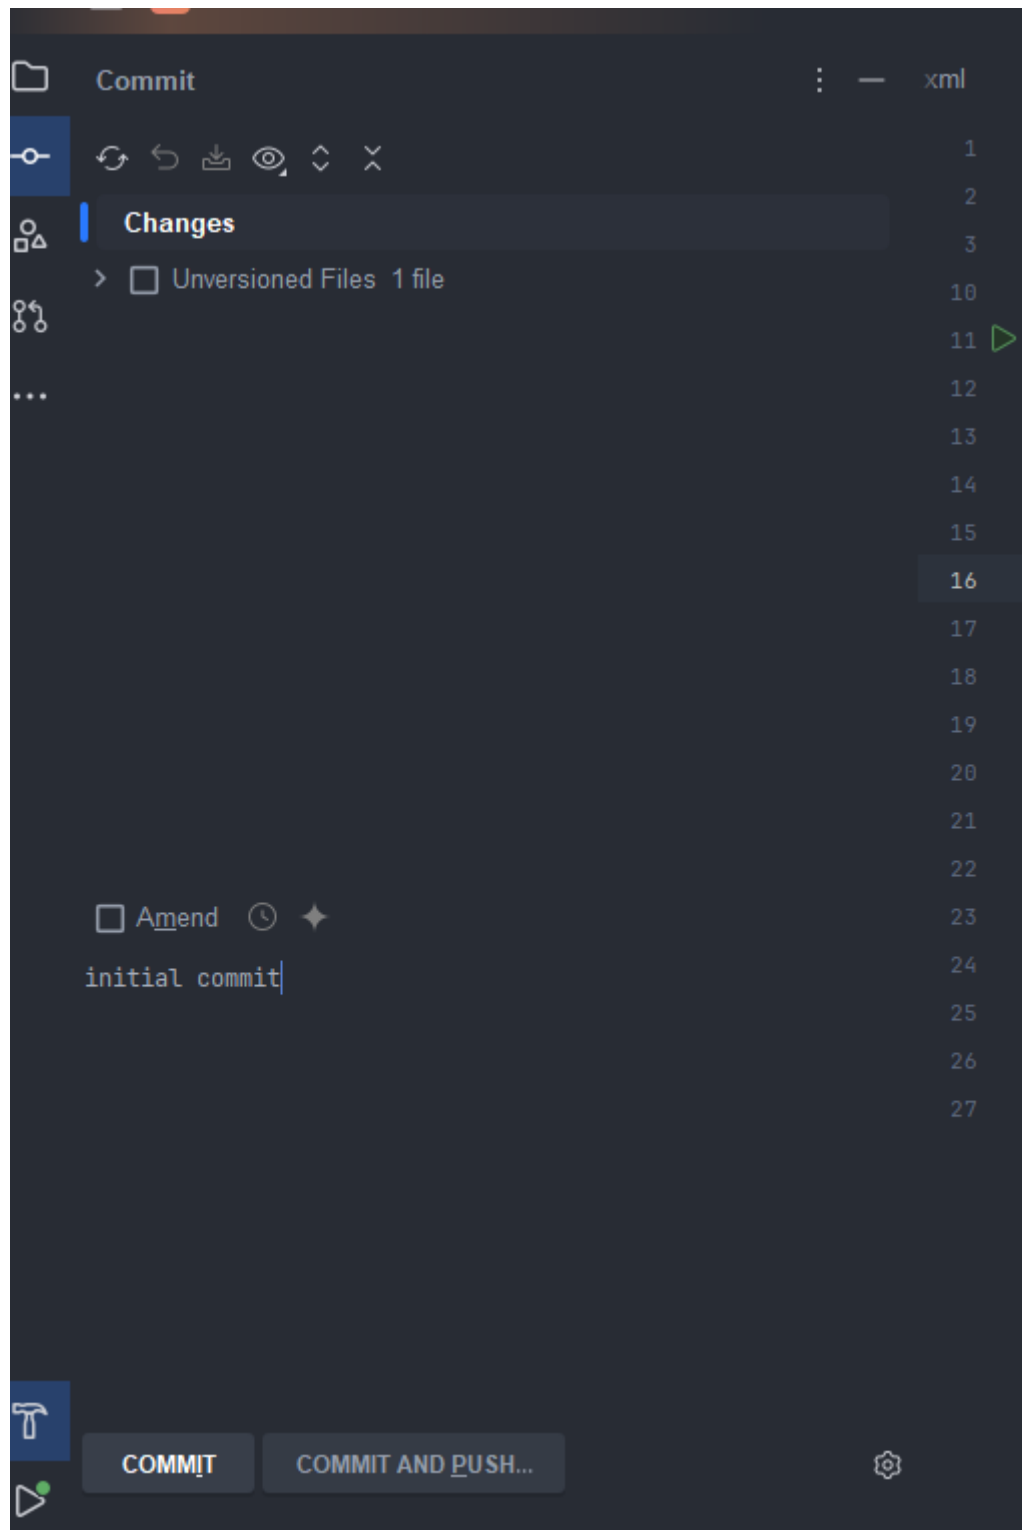 Commit
xml
Changes
Unversioned Files 1 file
Amend
initial commit
COMMIT
COMMIT AND PUSH...
1
2
3
10
11
12
13
14
15
16
17
18
19
20
21
22
23
24
25
26
27